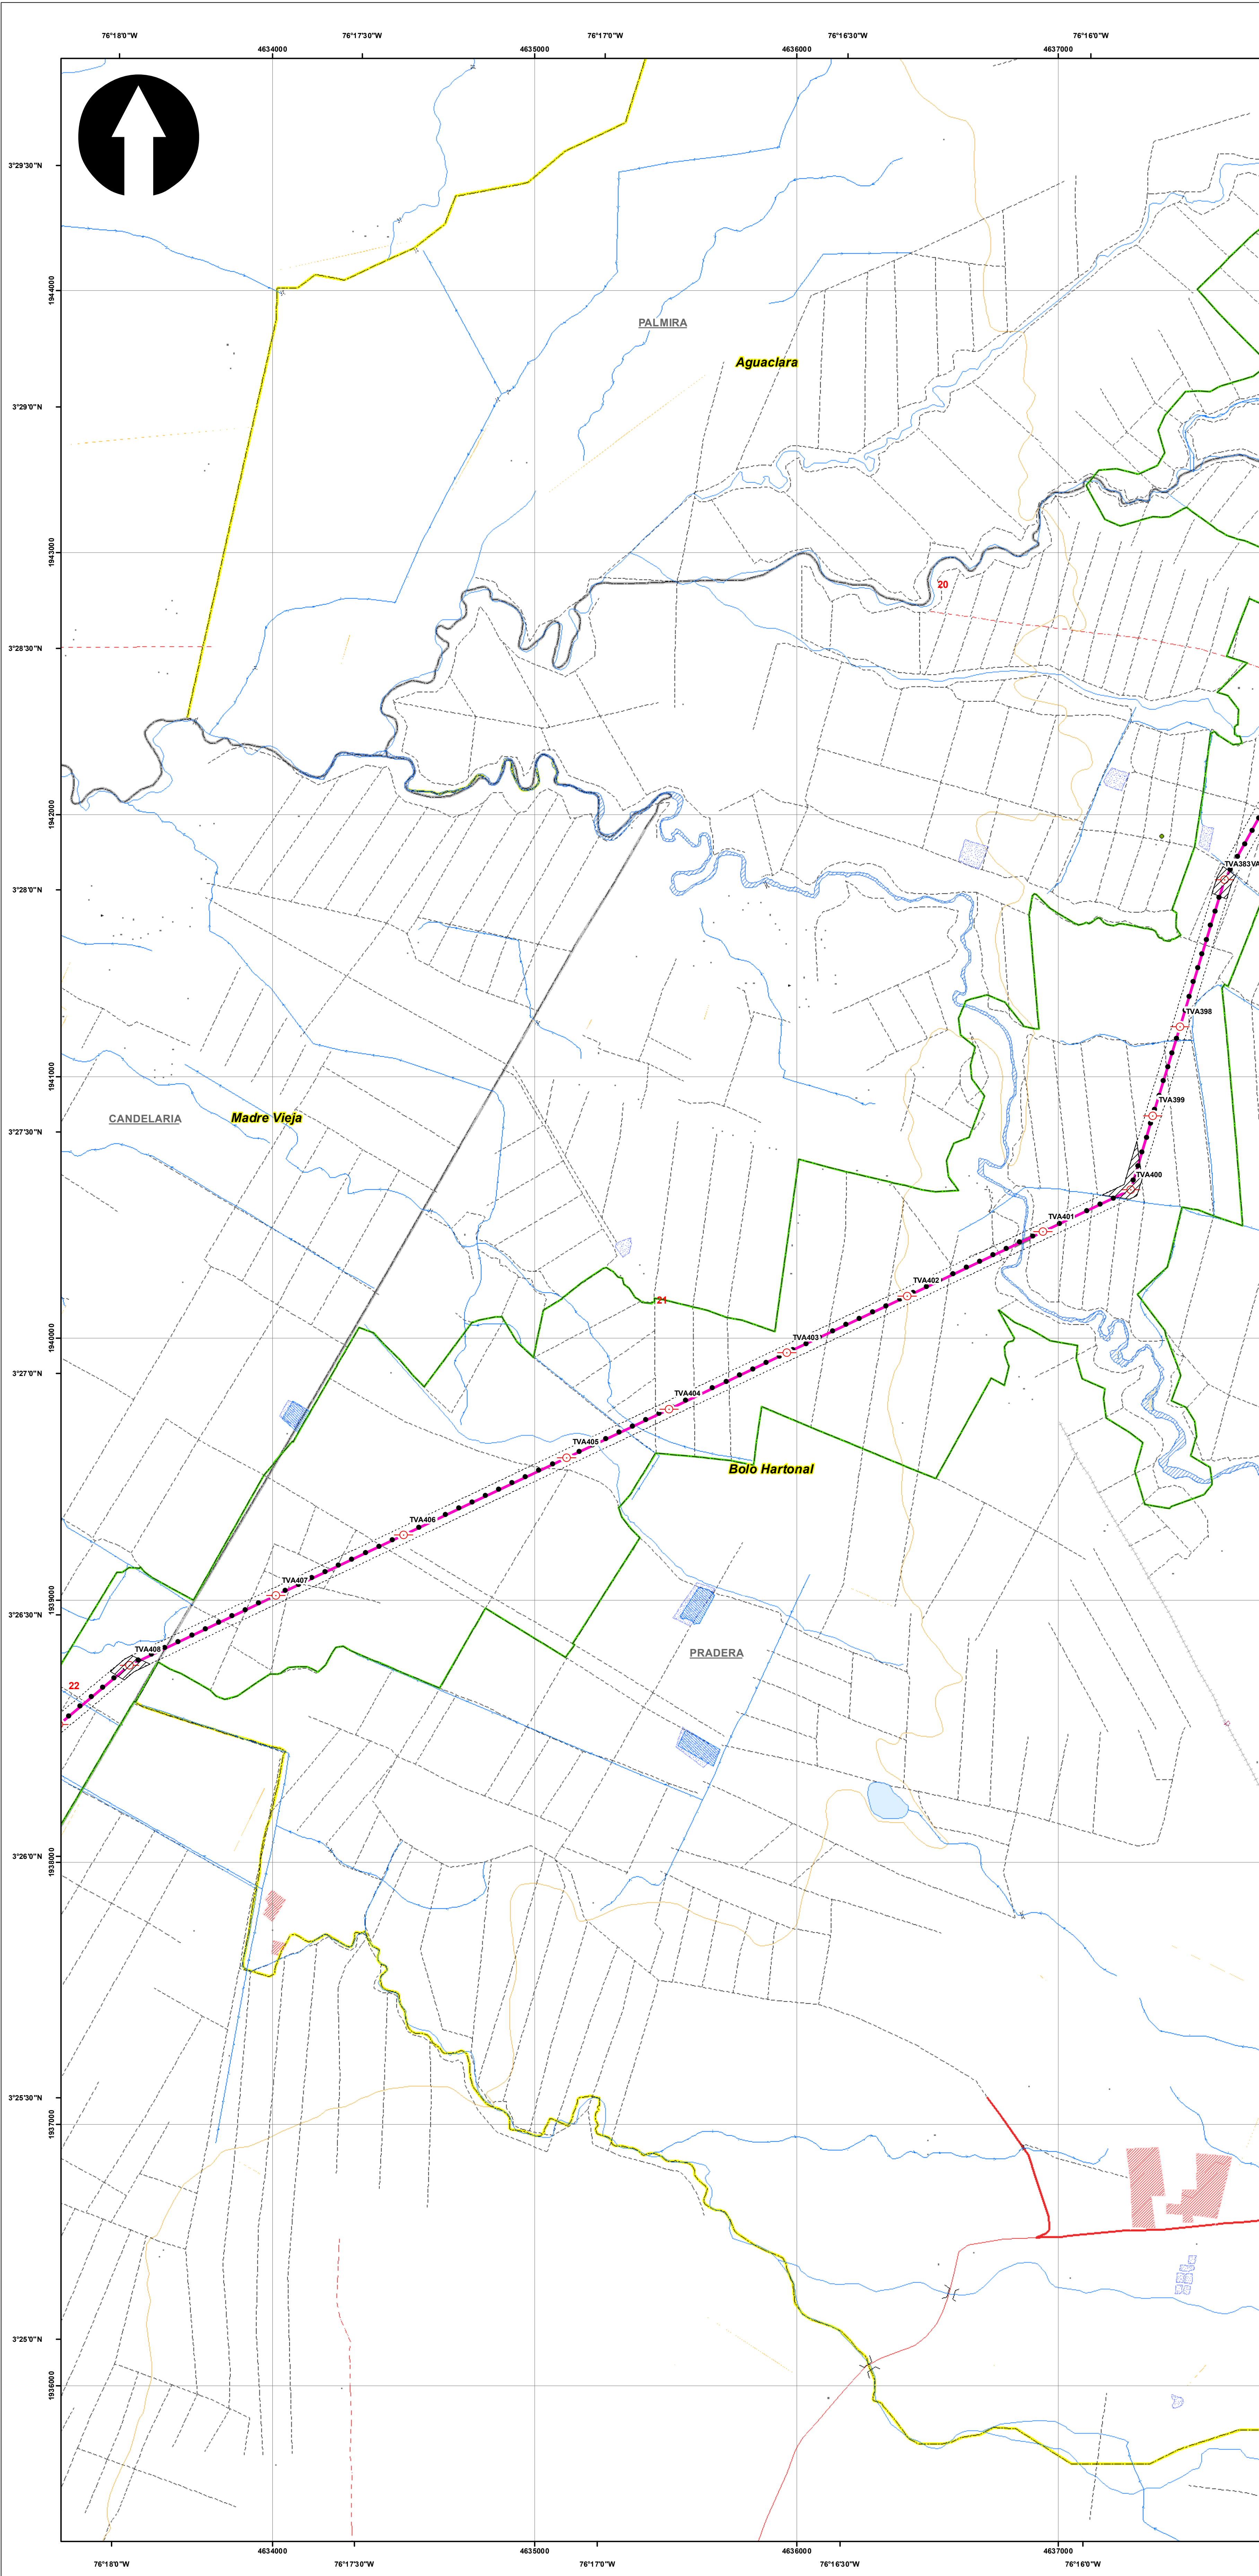 76°18'0"W 76°17'30"W 76°17'0"W 76°16'30"W 76°16'0"W
4634000 4635000 4636000 4637000
3°29'30"N
1944000
PALMIRA
Aguaclara
3°29'0"N
1943000
20
3°28'30"N
1942000
TVA383VA
3°28'0"N
TVA398
1941000
TVA399
CANDELARIA
Madre Vieja
3°27'30"N
TVA400
TVA401
TVA402
21
1940000
TVA403
3°27'0"N
TVA404
TVA405
Bolo Hartonal
TVA406
TVA407
1939000
3°26'30"N
TVA408
PRADERA
22
3°26'0"N
1938000
3°25'30"N
1937000
3°25'0"N
1936000
4634000 4635000 4636000 4637000
76°18'0"W 76°17'30"W 76°17'0"W 76°16'30"W 76°16'0"W